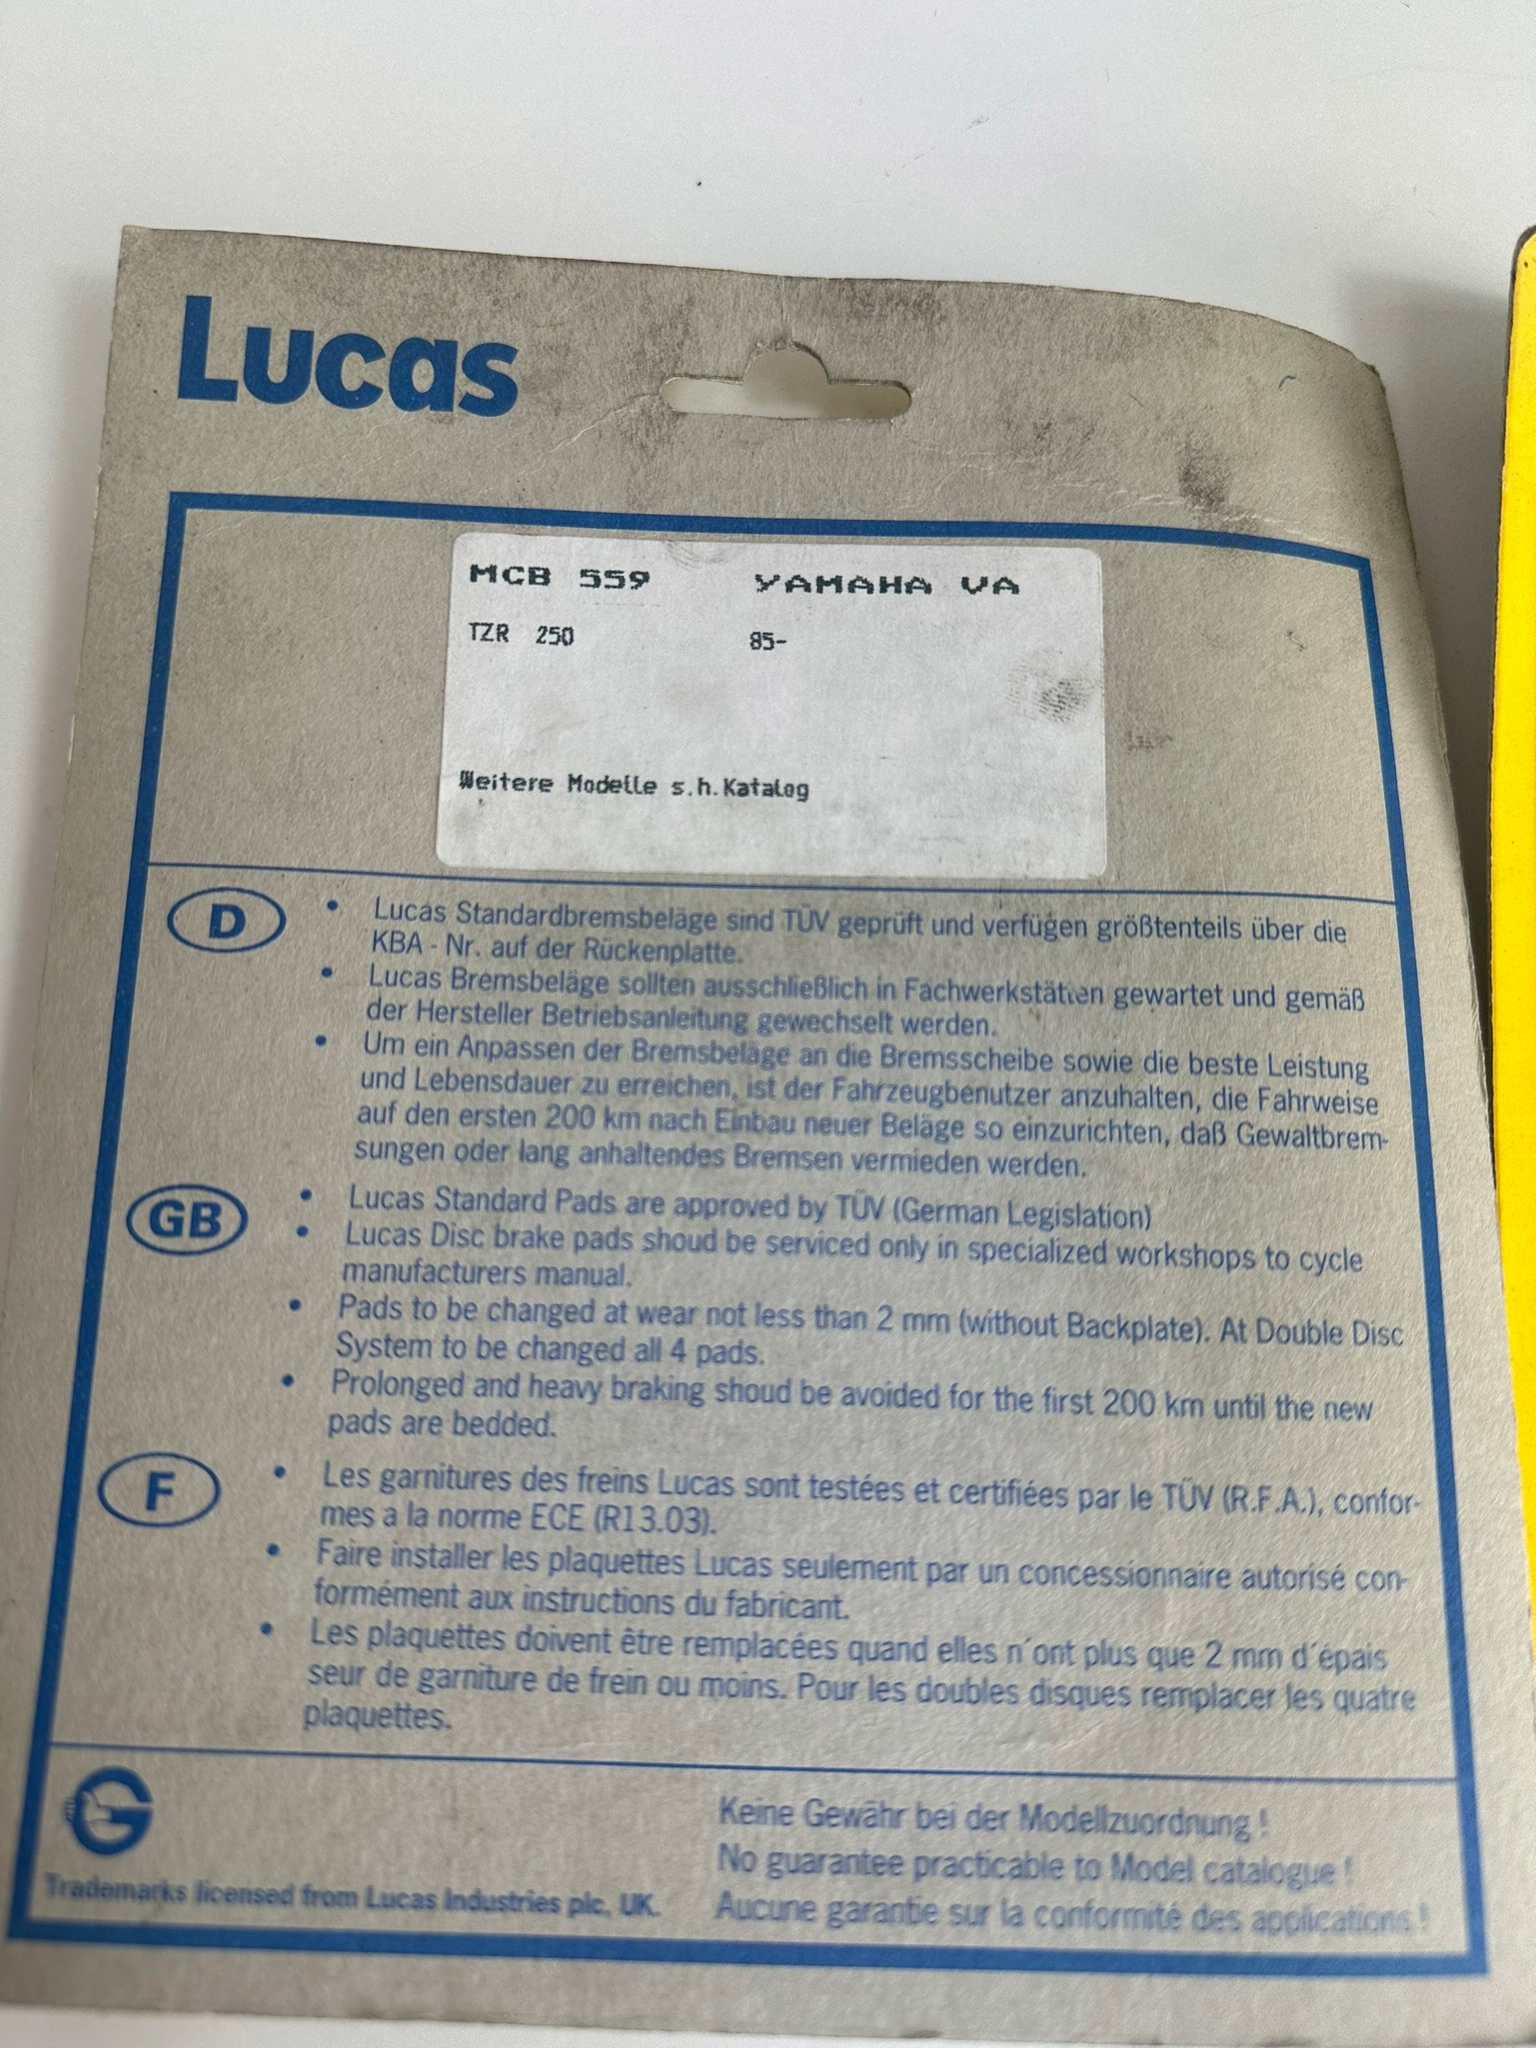 Lucas
MCB 559 YAMAHA VA
TZR 250 85-
Weitere Modelle s.h.Katalog
D
• Lucas Standardbremsbeläge sind TÜV geprüft und verfügen größtenteils über die
KBA - Nr. auf der Rückenplatte.
• Lucas Bremsbeläge sollten ausschließlich in Fachwerkstätten gewartet und gemäß
der Hersteller Betriebsanleitung gewechselt werden.
• Um ein Anpassen der Bremsbeläge an die Bremsscheibe sowie die beste Leistung
und Lebensdauer zu erreichen, ist der Fahrzeugbenutzer anzuhalten, die Fahrweise
auf den ersten 200 km nach Einbau neuer Beläge so einzurichten, daß Gewaltbrem-
sungen oder lang anhaltendes Bremsen vermieden werden.
GB
• Lucas Standard Pads are approved by TÜV (German Legislation)
• Lucas Disc brake pads shoud be serviced only in specialized workshops to cycle
manufacturers manual.
• Pads to be changed at wear not less than 2 mm (without Backplate). At Double Disc
System to be changed all 4 pads.
• Prolonged and heavy braking shoud be avoided for the first 200 km until the new
pads are bedded.
F
• Les garnitures des freins Lucas sont testées et certifiées par le TÜV (R.F.A.), confor-
mes a la norme ECE (R13.03).
• Faire installer les plaquettes Lucas seulement par un concessionnaire autorisé con-
formément aux instructions du fabricant.
• Les plaquettes doivent être remplacées quand elles n´ont plus que 2 mm d´épais
seur de garniture de frein ou moins. Pour les doubles disques remplacer les quatre
plaquettes.
Keine Gewähr bei der Modellzuordnung !
No guarantee practicable to Model catalogue !
Trademarks licensed from Lucas Industries plc, UK.
Aucune garantie sur la conformité des applications !